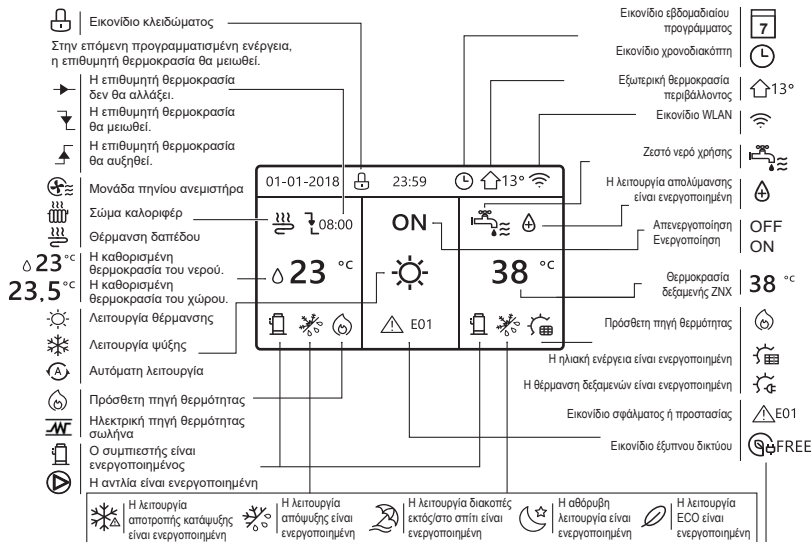 Εικονίδιο κλειδώματος
Στην επόμενη προγραμματισμένη ενέργεια,
η επιθυμητή θερμοκρασία θα μειωθεί.
Η επιθυμητή θερμοκρασία
δεν θα αλλάξει.
Η επιθυμητή θερμοκρασία
θα μειωθεί.
Η επιθυμητή θερμοκρασία
θα αυξηθεί.
Μονάδα πηνίου ανεμιστήρα
Σώμα καλοριφέρ
Θέρμανση δαπέδου
23 °C
Η καθορισμένη
θερμοκρασία του νερού.
23.5 °C
Η καθορισμένη
θερμοκρασία του χώρου.
Λειτουργία θέρμανσης
Λειτουργία ψύξης
A
Αυτόματη λειτουργία
Πρόσθετη πηγή θερμότητας
Ηλεκτρική πηγή θερμότητας
σωλήνα
Ο συμπιεστής είναι
ενεργοποιημένος
Η αντλία είναι ενεργοποιημένη
01-01-2018 23:59 13°
08:00
ON
23 °C
38 °C
E01
Εικονίδιο εβδομαδιαίου
προγράμματος
7
Εικονίδιο χρονοδιακόπτη
Εξωτερική θερμοκρασία
περιβάλλοντος
13°
Εικονίδιο WLAN
Ζεστό νερό χρήσης
Η λειτουργία απολύμανσης
είναι ενεργοποιημένη
Απενεργοποίηση OFF
Ενεργοποίηση ON
Θερμοκρασία
δεξαμενής ΖΝΧ
38 °C
Πρόσθετη πηγή θερμότητας
Η ηλιακή ενέργεια είναι ενεργοποιημένη
Η θέρμανση δεξαμενών είναι ενεργοποιημένη
Εικονίδιο σφάλματος ή προστασίας E01
Εικονίδιο έξυπνου δικτύου FREE
Η λειτουργία
αποτροπής κατάψυξης
είναι ενεργοποιημένη
Η λειτουργία
απόψυξης είναι
ενεργοποιημένη
Η λειτουργία διακοπές
εκτός/στο σπίτι είναι
ενεργοποιημένη
Η αθόρυβη
λειτουργία είναι
ενεργοποιημένη
Η λειτουργία
ECO είναι
ενεργοποιημένη